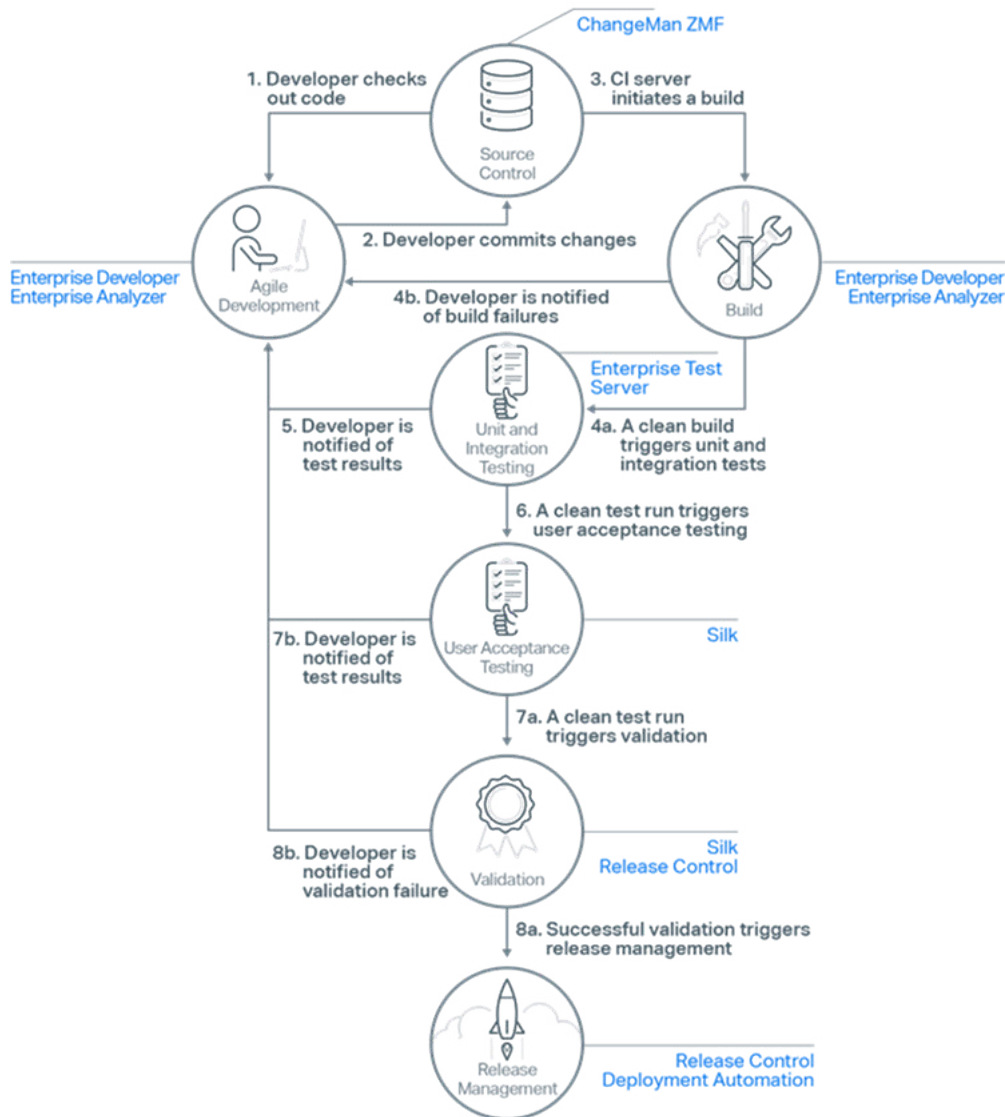 ChangeMan ZMF
1. Developer checks
out code
3. CI server
initiates a build
Source
Control
2. Developer commits changes
Agile
Development
Enterprise Developer
Enterprise Analyzer
Build
Enterprise Developer
Enterprise Analyzer
4b. Developer is notified
of build failures
Enterprise Test
Server
Unit and
Integration
Testing
5. Developer is
notified of
test results
4a. A clean build
triggers unit and
integration tests
6. A clean test run triggers
user acceptance testing
User Acceptance
Testing
Silk
7b. Developer is
notified of
test results
7a. A clean test run
triggers validation
Validation
Silk
Release Control
8b. Developer is
notified of
validation failure
8a. Successful validation triggers
release management
Release
Management
Release Control
Deployment Automation